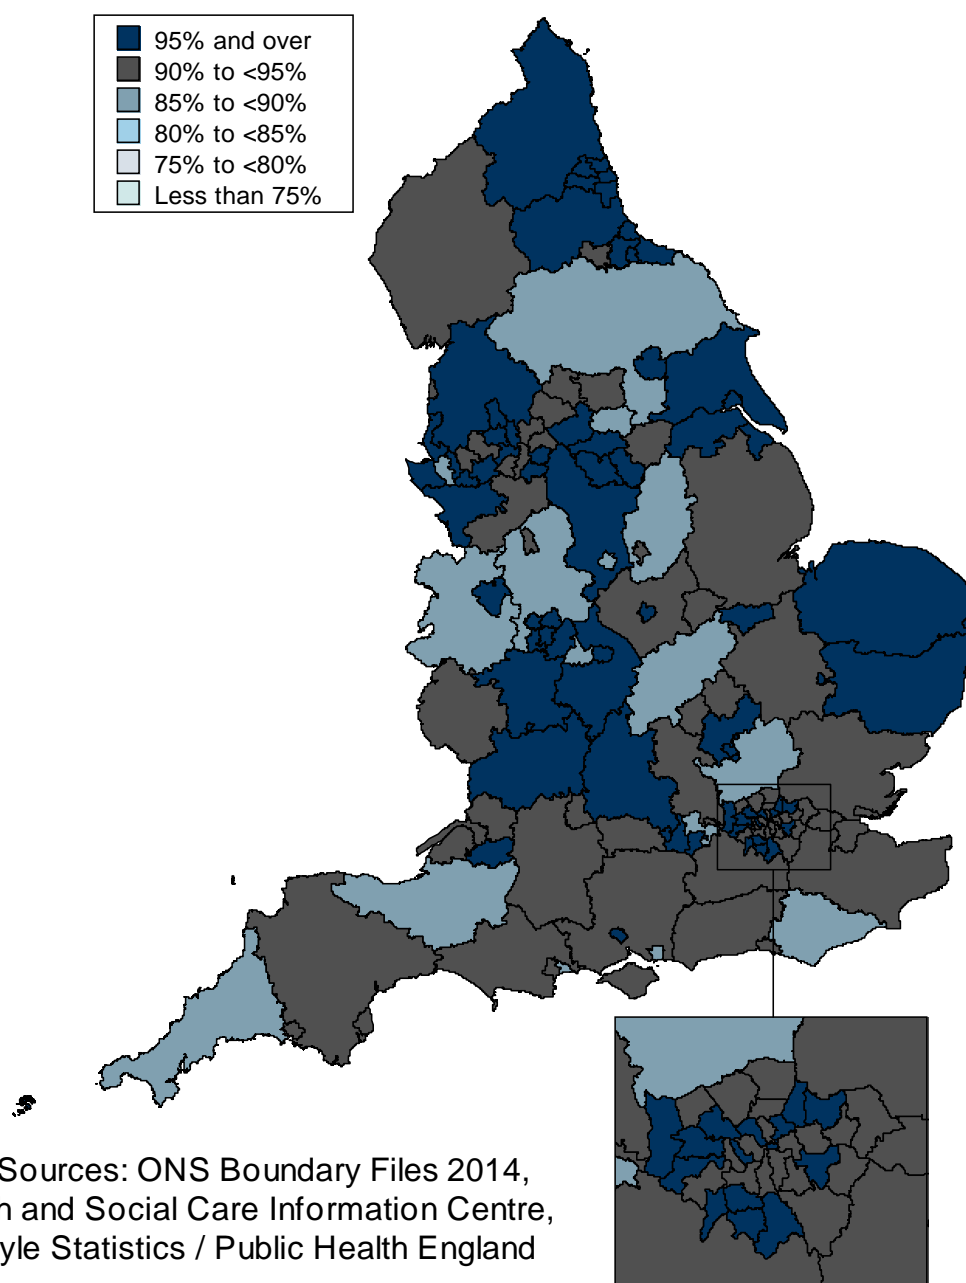 95% and over
90% to <95%
85% to <90%
80% to <85%
75% to <80%
Less than 75%
Sources: ONS Boundary Files 2014,
and Social Care Information Centre,
Statistics / Public Health England